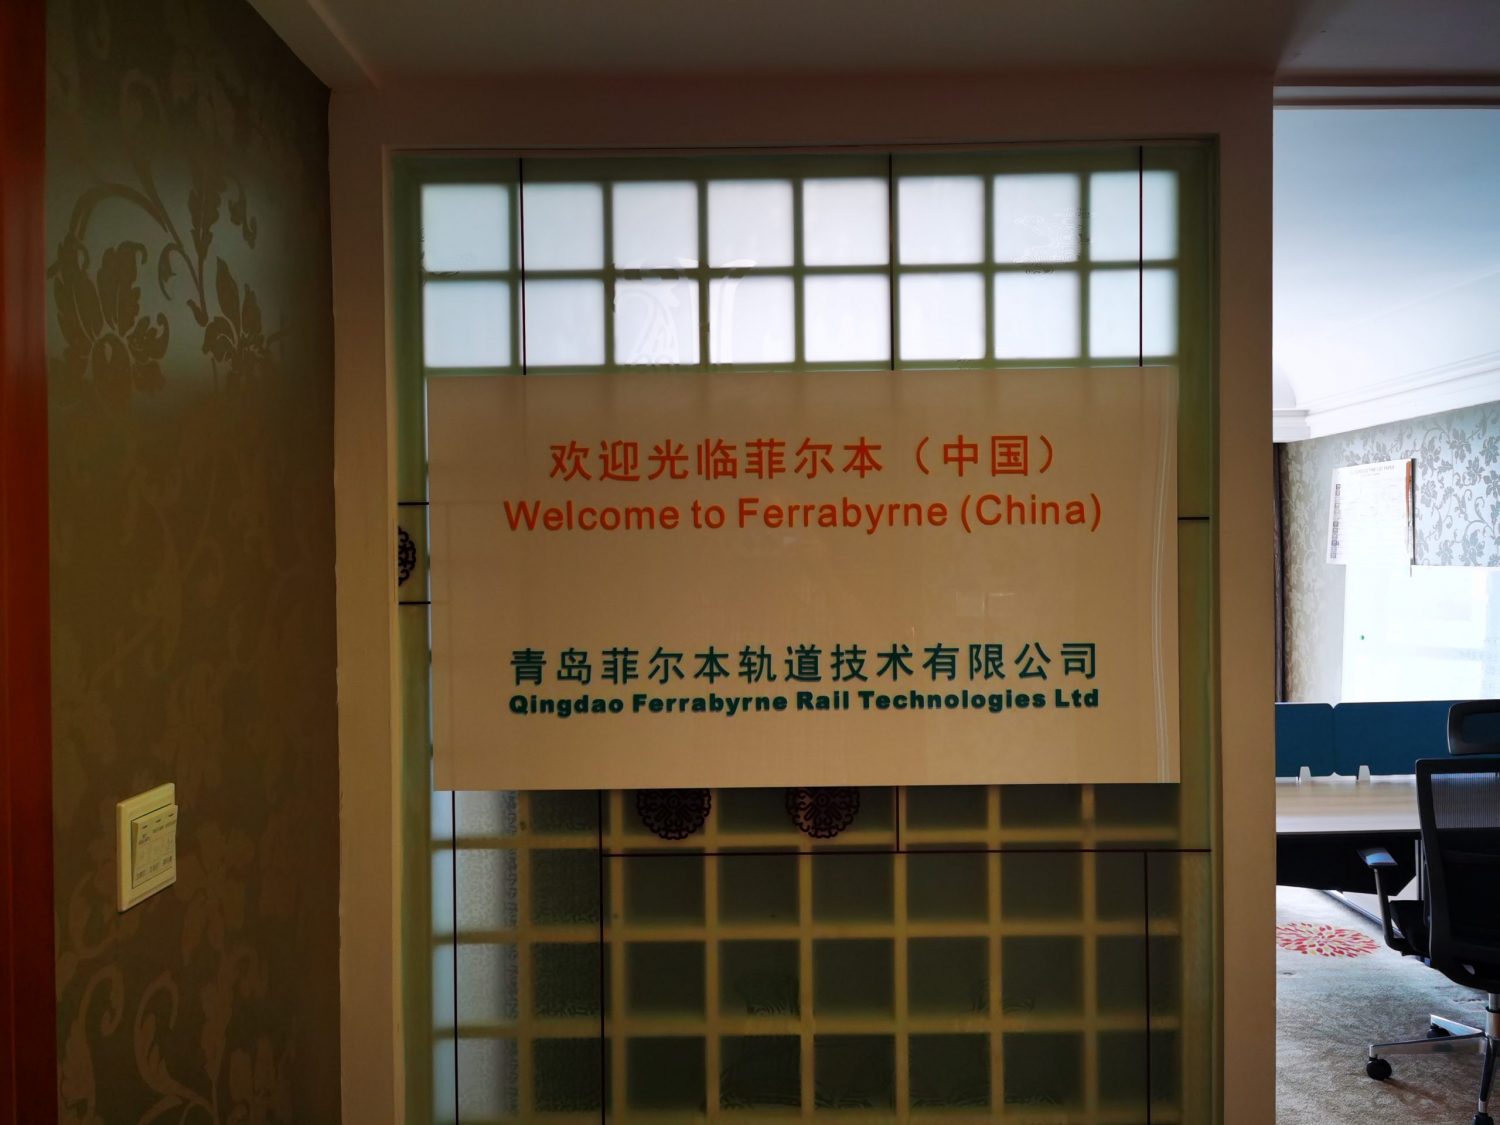 欢迎光临菲尔本（中国）
Welcome to Ferrabyrne (China)
青岛菲尔本轨道技术有限公司
Qingdao Ferrabyrne Rail Technologies Ltd